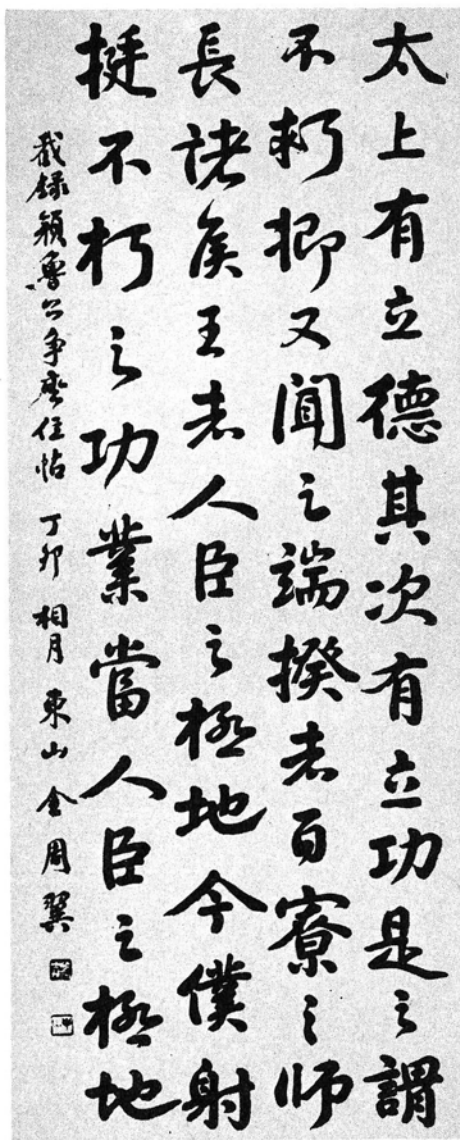 太上有立德其次有立功是之謂
不朽抑又聞之端揆者百寮之師
長諸侯王者人臣之極地今僕射
挺不朽之功業當人臣之極地
截錄顏魯公爭座位帖 丁卯 相月 東山 金周翼